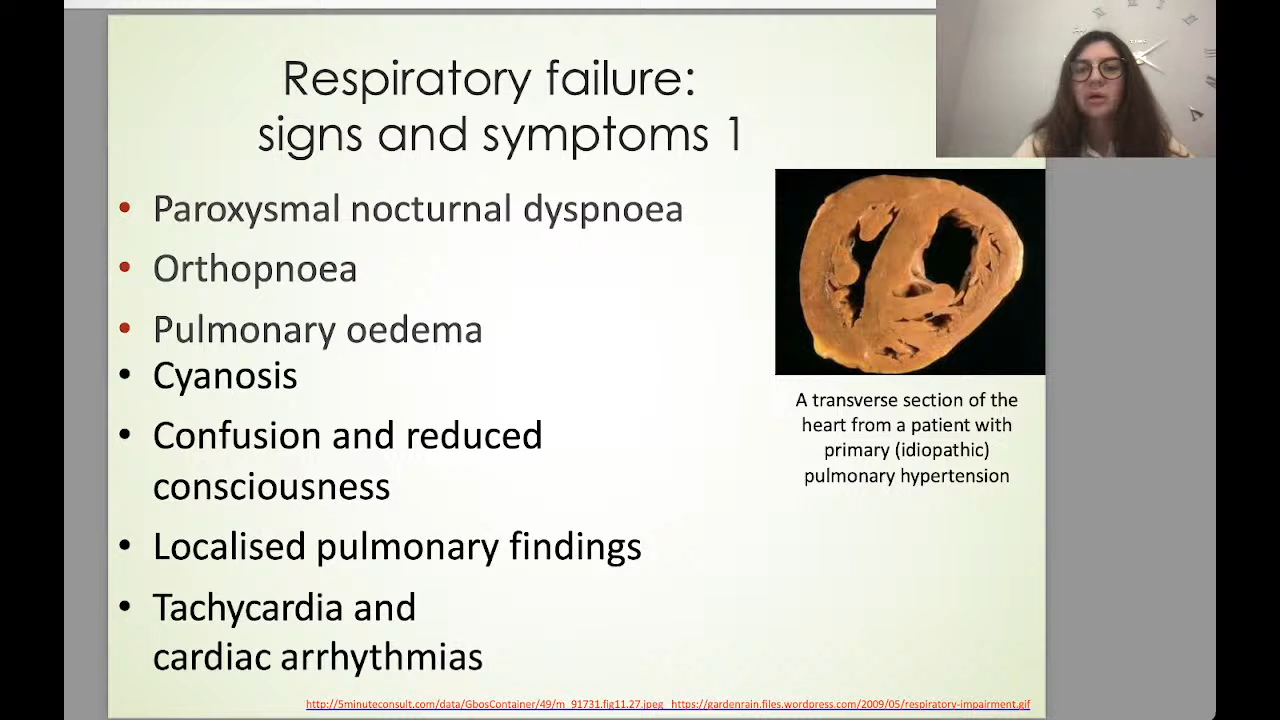 Respiratory failure:
signs and symptoms 1
• Paroxysmal nocturnal dyspnoea
• Orthopnoea
• Pulmonary oedema
• Cyanosis
• Confusion and reduced
consciousness
• Localised pulmonary findings
• Tachycardia and
cardiac arrhythmias
A transverse section of the
heart from a patient with
primary (idiopathic)
pulmonary hypertension
http://5minuteconsult.com/data/GbosContainer/49/m_91731.fig11.27.jpeg https://gardenrain.files.wordpress.com/2009/05/respiratory-impairment.gif